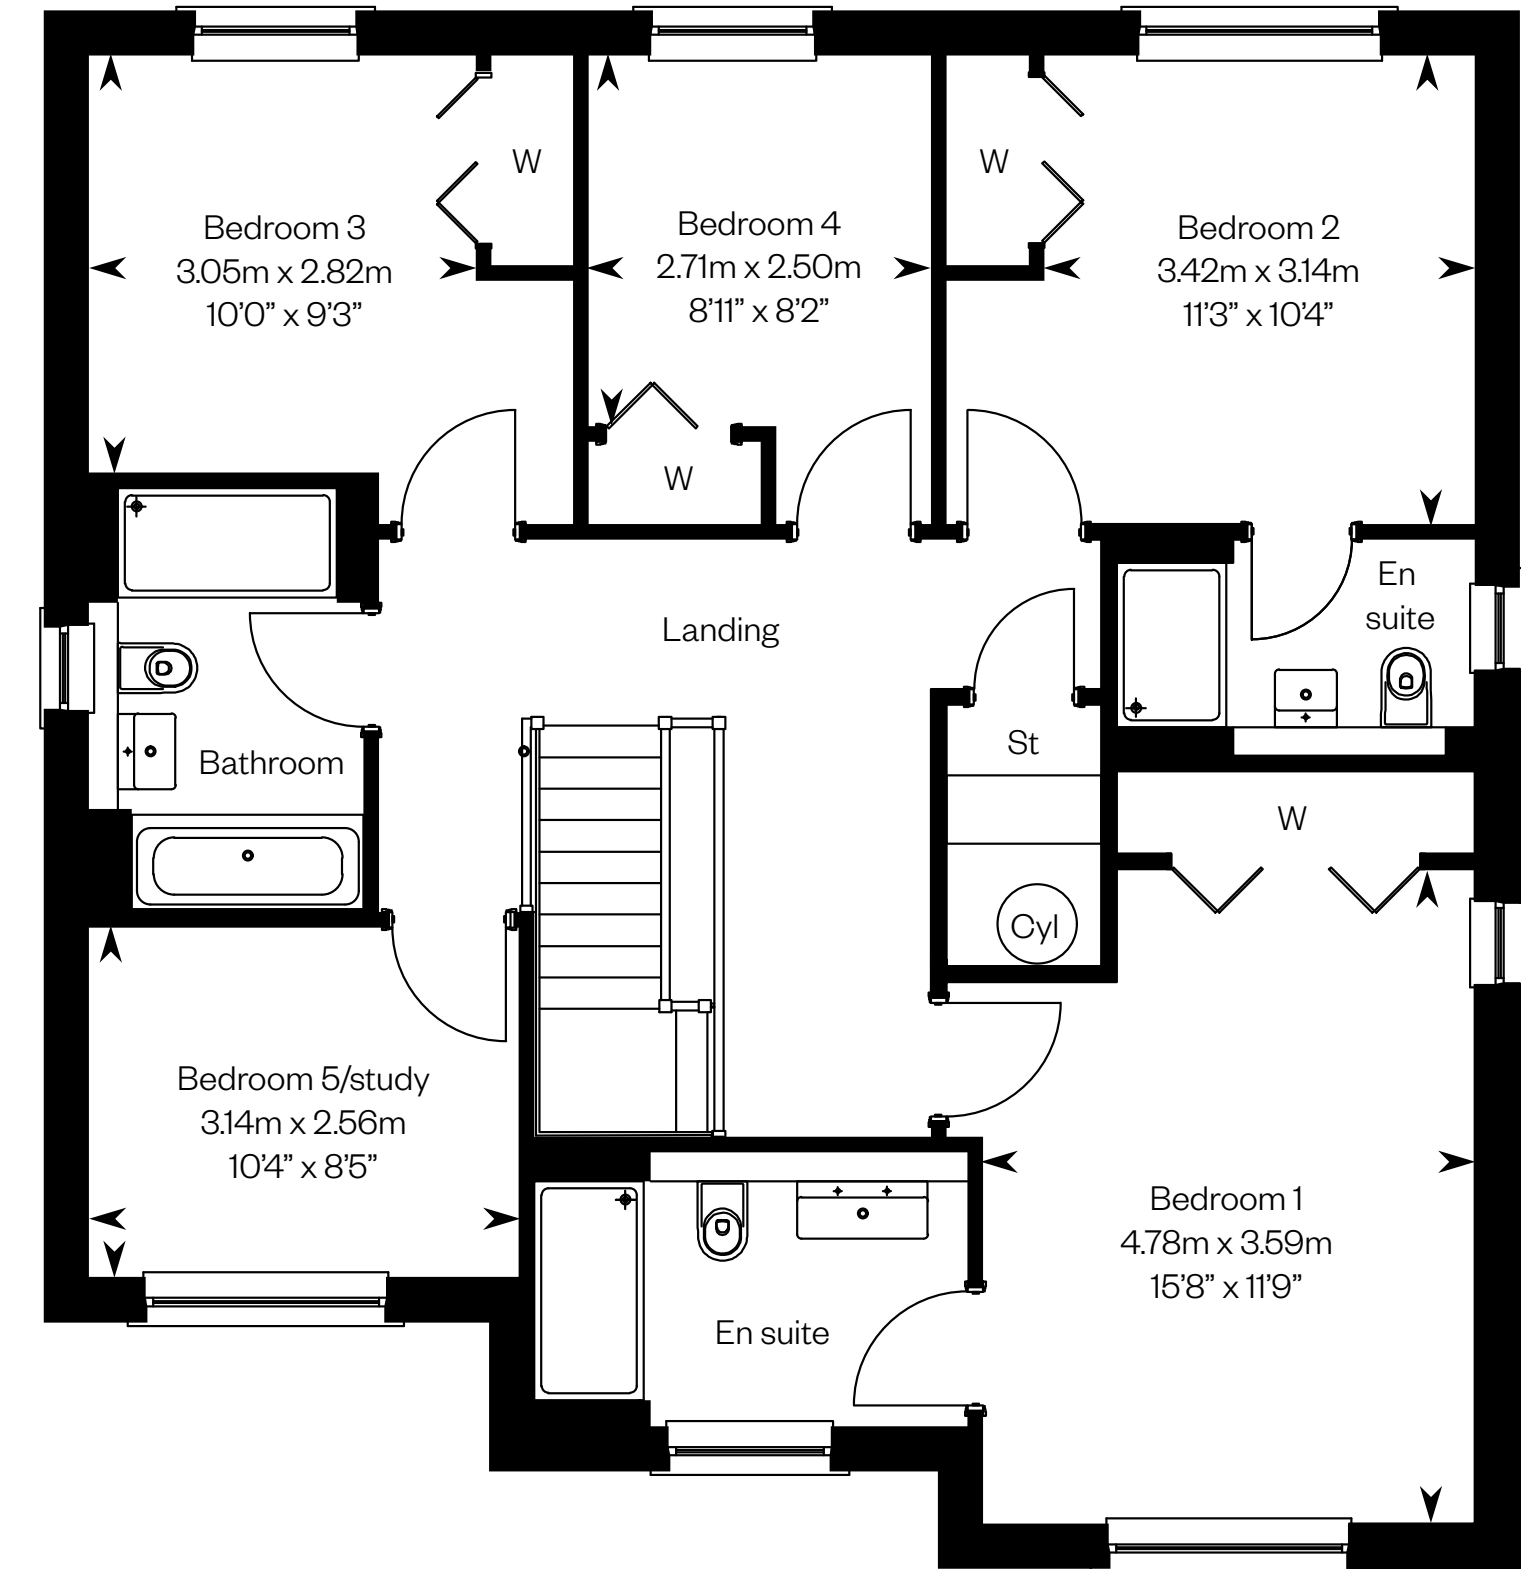 W
W
Bedroom 3
3.05m x 2.82m
10’0” x 9’3”
Bedroom 4
2.71m x 2.50m
8’11” x 8’2”
Bedroom 2
3.42m x 3.14m
11’3” x 10’4”
W
En
suite
Landing
St
Bathroom
W
Cyl
Bedroom 5/study
3.14m x 2.56m
10’4” x 8’5”
Bedroom 1
4.78m x 3.59m
15’8” x 11’9”
En suite